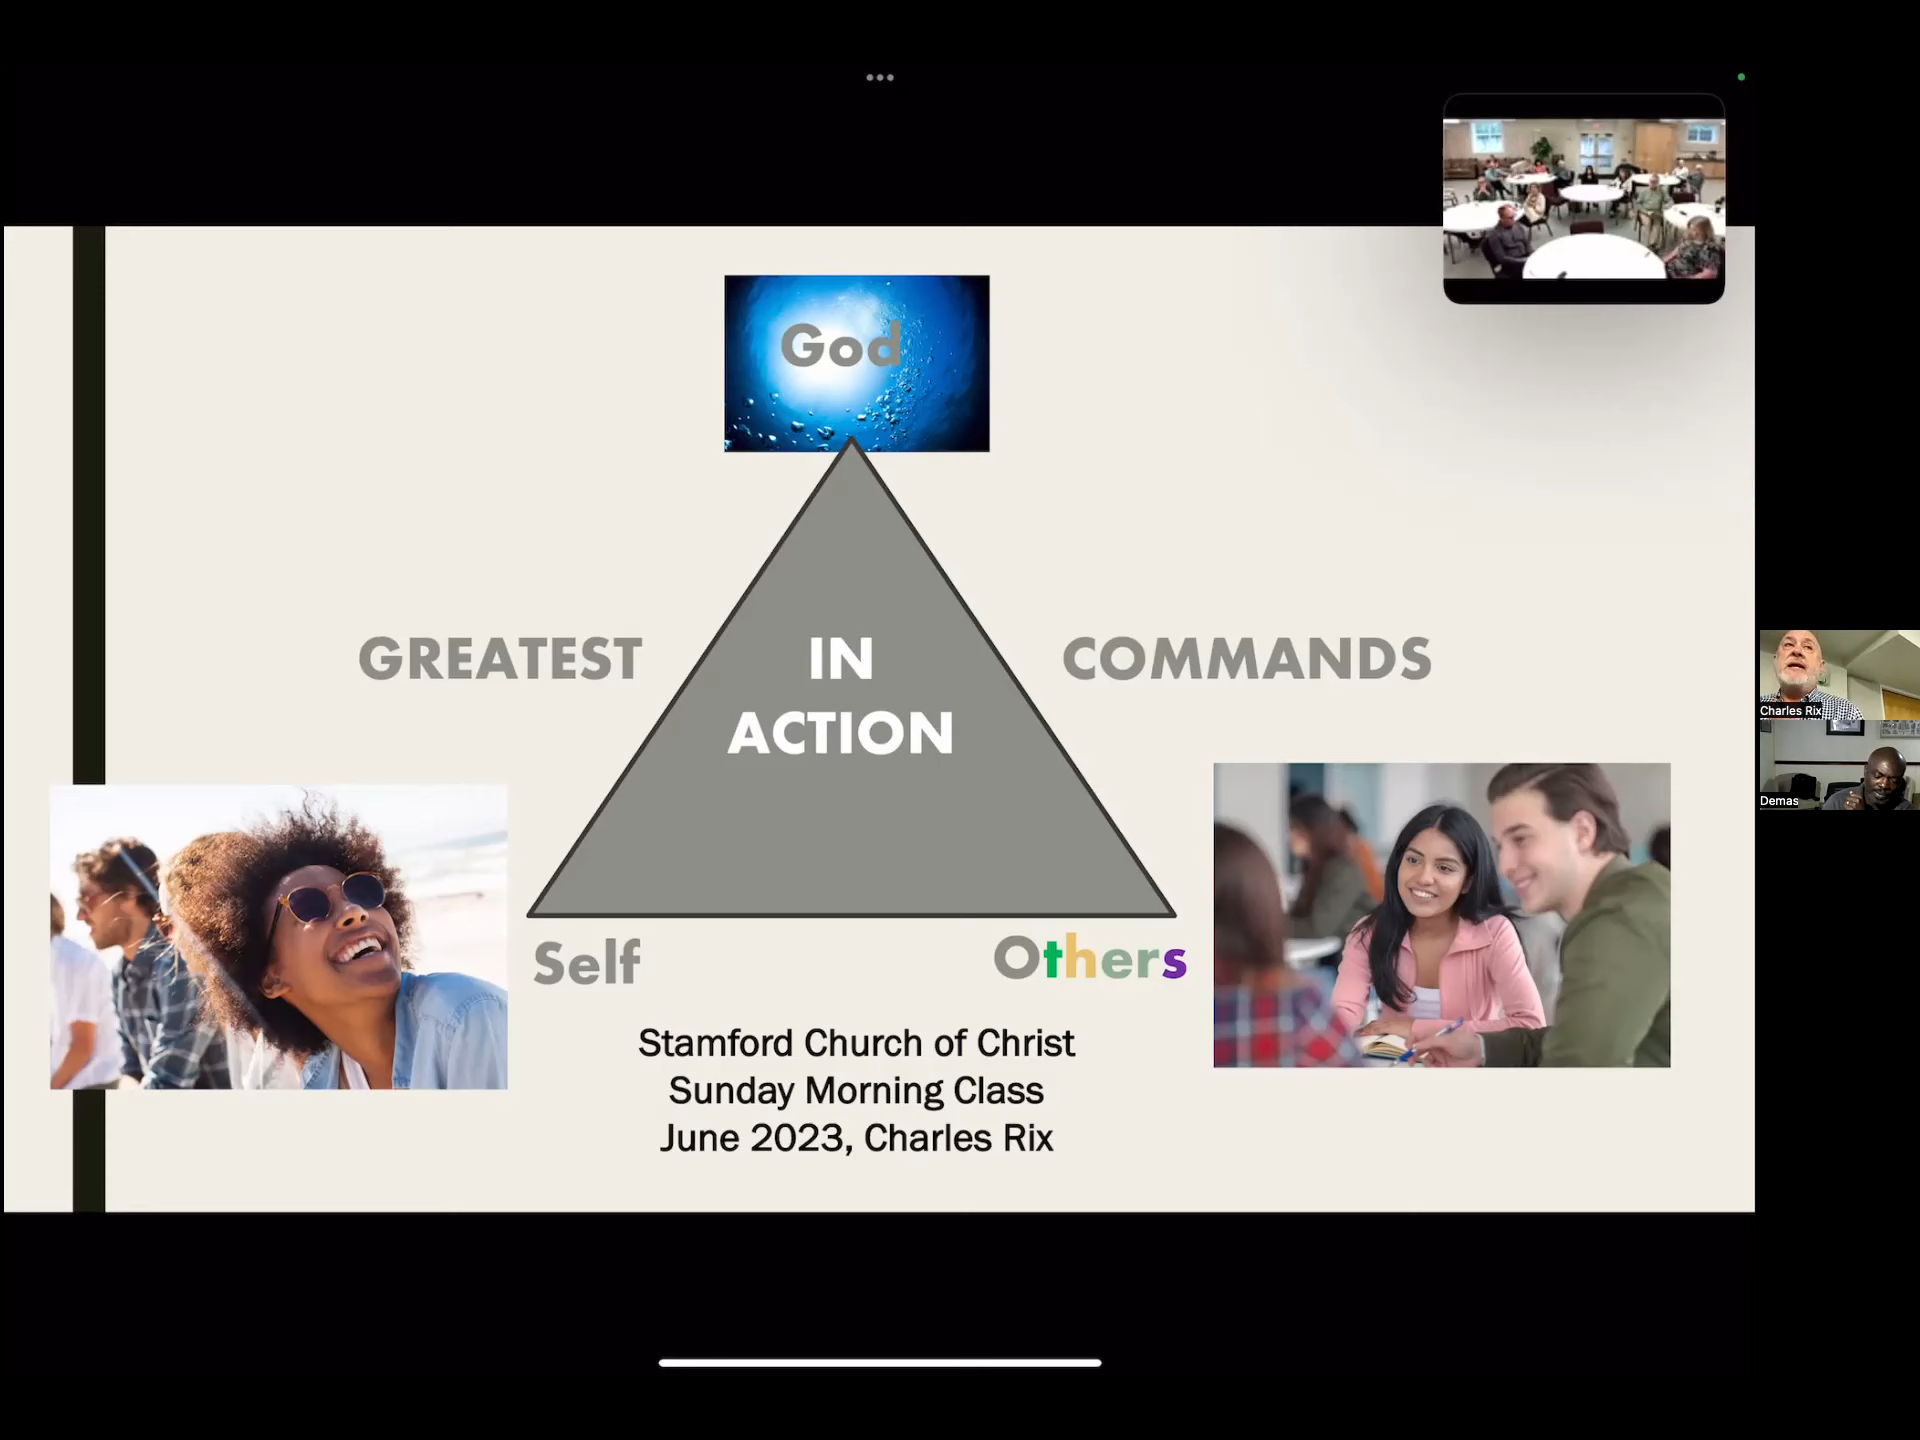 God
GREATEST
IN
ACTION
COMMANDS
Self
Others
Stamford Church of Christ
Sunday Morning Class
June 2023, Charles Rix
Charles Rix
Demas